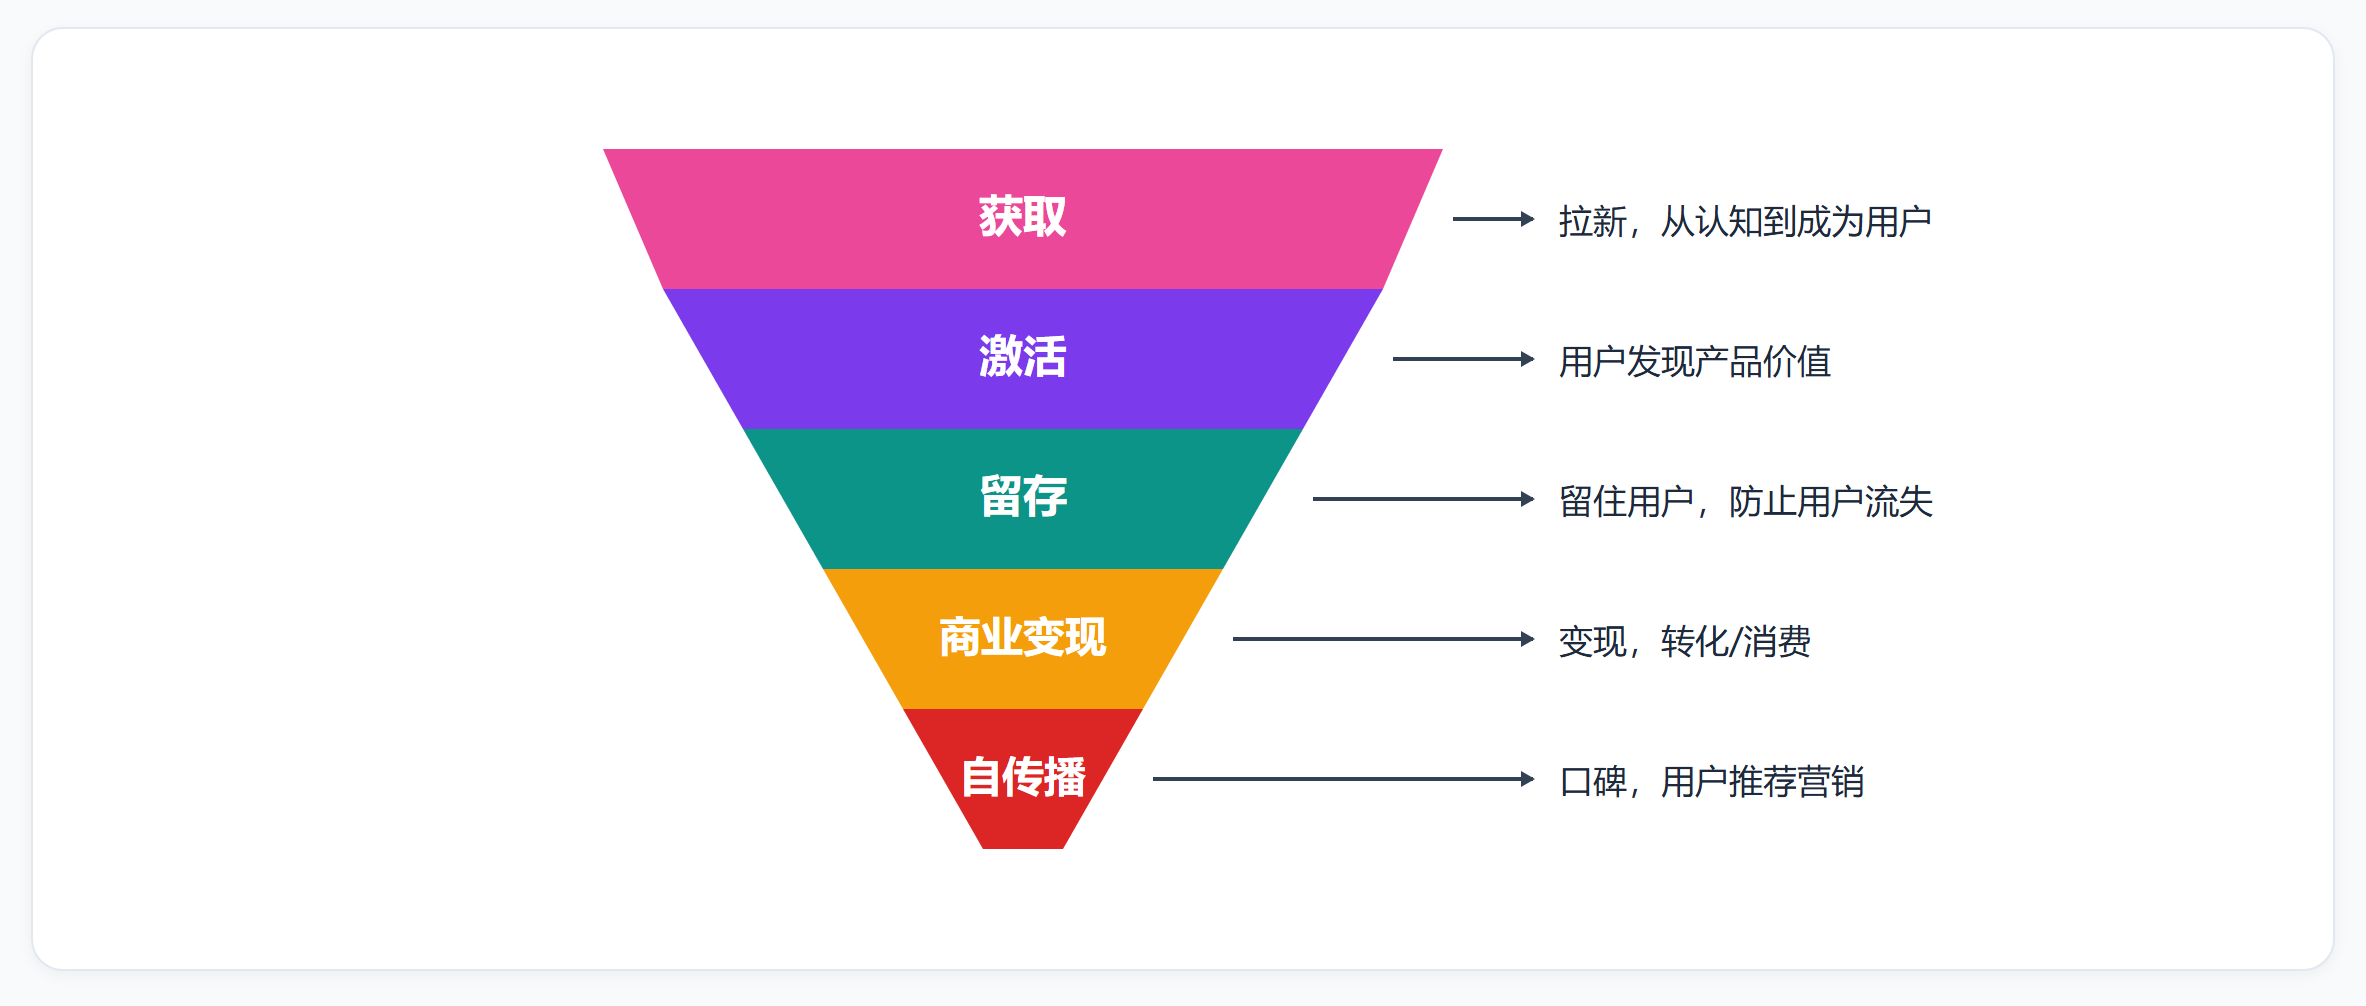 获取
拉新，从认知到成为用户
激活
用户发现产品价值
留存
留住用户，防止用户流失
商业变现
变现，转化/消费
自传播
口碑，用户推荐营销